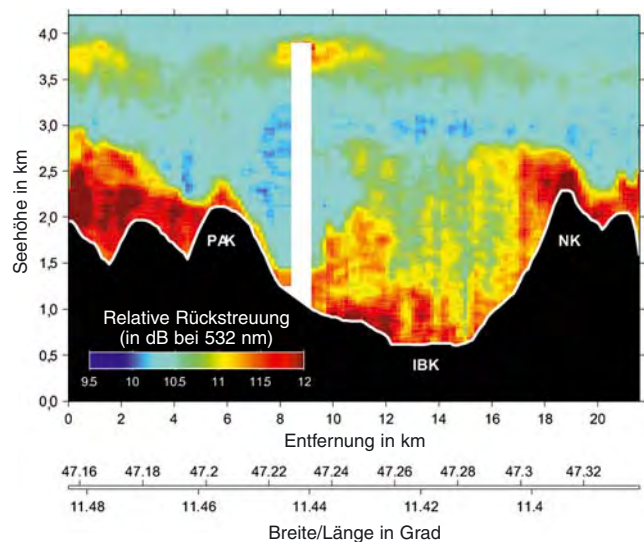 4,0
3,5
3,0
2,5
2,0
1,5
1,0
0,5
0,0
Seehöhe in km
PAK
NK
IBK
Relative Rückstreuung
(in dB bei 532 nm)
9.5 10 10.5 11 11.5 12
0 2 4 6 8 10 12 14 16 18 20
Entfernung in km
47.16 47.18 47.2 47.22 47.24 47.26 47.28 47.3 47.32
11.48 11.46 11.44 11.42 11.4
Breite/Länge in Grad